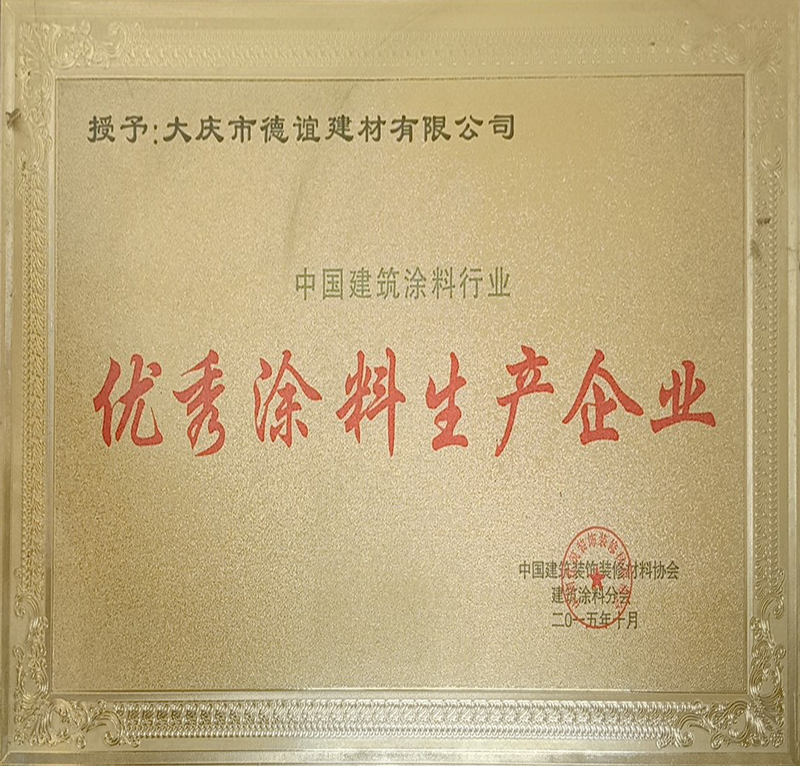 授予:大庆市德谊建材有限公司
中国建筑涂料行业
优秀涂料生产企业
中国建筑装饰装修材料协会
建筑涂料分会
二0一五年十月